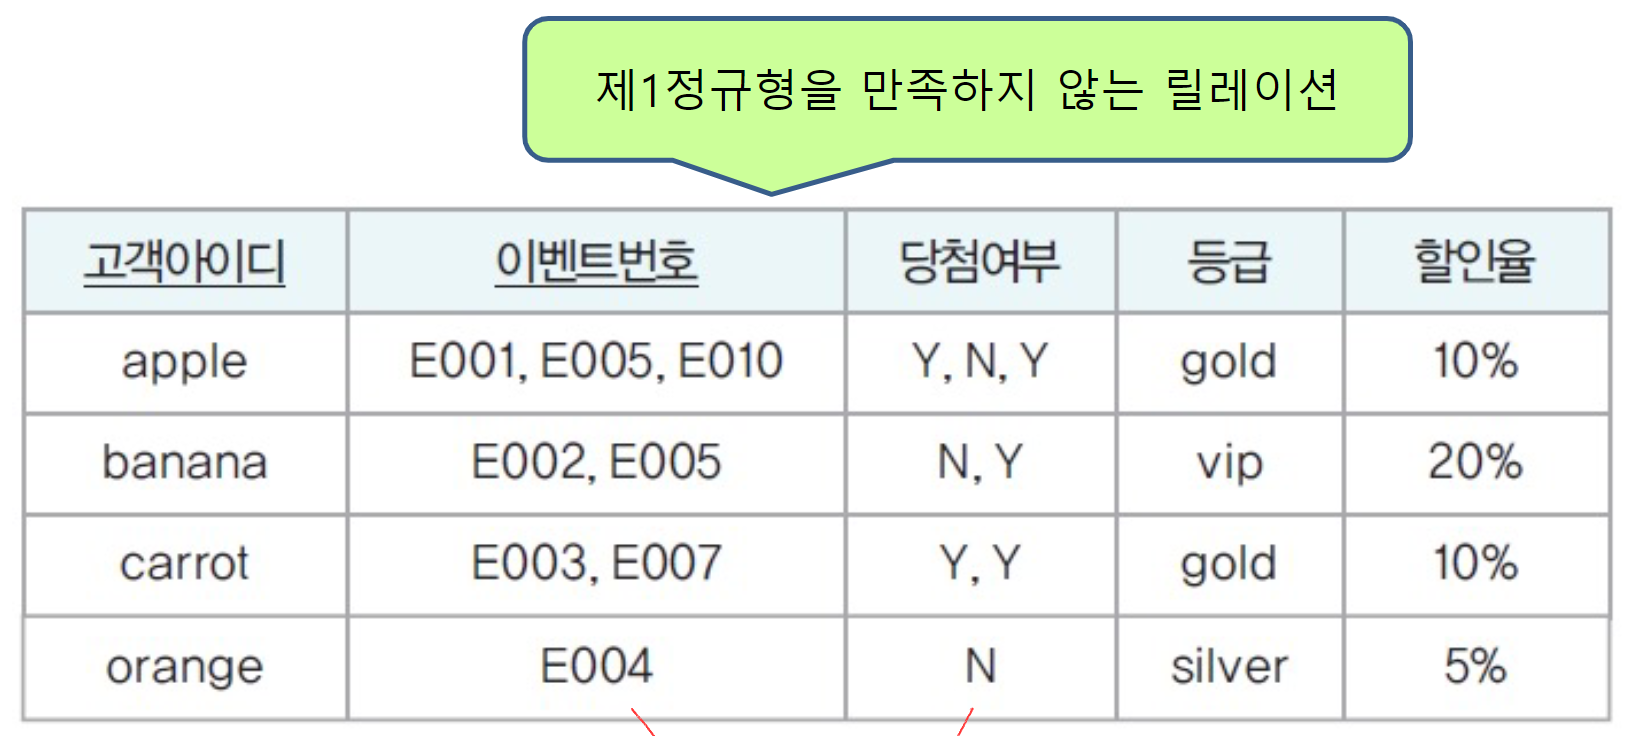 제1정규형을 만족하지 않는 릴레이션
고객아이디 이벤트번호 당첨여부 등급 할인율
apple E001, E005, E010 Y, N, Y gold 10%
banana E002, E005 N, Y vip 20%
carrot E003, E007 Y, Y gold 10%
orange E004 N silver 5%